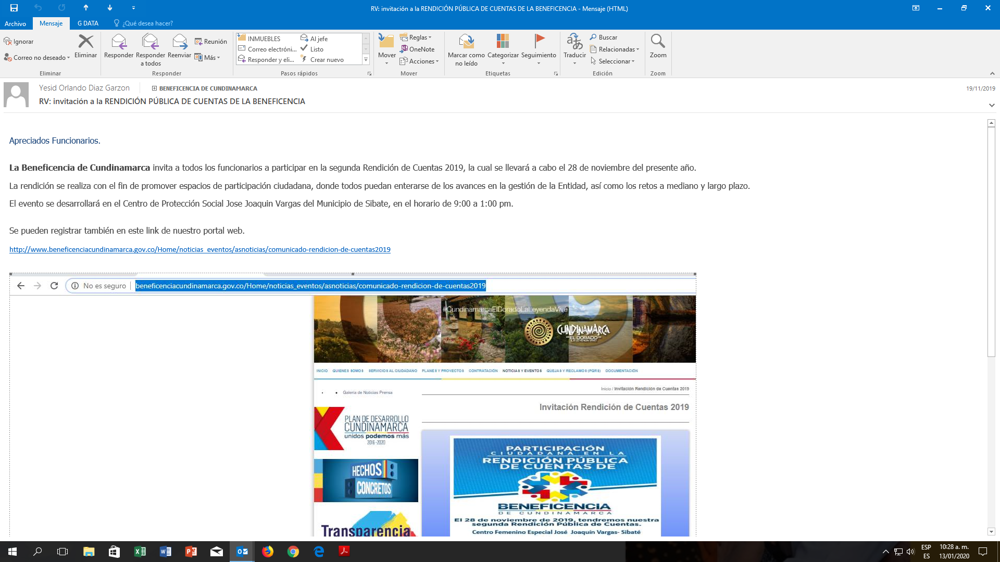 RV: invitación a la RENDICIÓN PÚBLICA DE CUENTAS DE LA BENEFICENCIA - Mensaje (HTML)
Archivo
Mensaje
G DATA
¿Qué desea hacer?
Ignorar
Correo no deseado
Eliminar
Eliminar
Responder
Responder a todos
Reenviar
Reunión
Más
Responder
INMUEBLES
Correo electróni...
Responder y eli...
Al jefe
Listo
Crear nuevo
Pasos rápidos
Mover
Reglas
OneNote
Acciones
Mover
Marcar como no leído
Categorizar
Seguimiento
Etiquetas
Traducir
Buscar
Relacionadas
Seleccionar
Edición
Zoom
Zoom
Yesid Orlando Diaz Garzon
BENEFICENCIA DE CUNDINAMARCA
19/11/2019
RV: invitación a la RENDICIÓN PÚBLICA DE CUENTAS DE LA BENEFICENCIA
Apreciados Funcionarios.
La Beneficencia de Cundinamarca invita a todos los funcionarios a participar en la segunda Rendición de Cuentas 2019, la cual se llevará a cabo el 28 de noviembre del presente año.
La rendición se realiza con el fin de promover espacios de participación ciudadana, donde todos puedan enterarse de los avances en la gestión de la Entidad, así como los retos a mediano y largo plazo.
El evento se desarrollará en el Centro de Protección Social Jose Joaquin Vargas del Municipio de Sibate, en el horario de 9:00 a 1:00 pm.
Se pueden registrar también en este link de nuestro portal web.
http://www.beneficenciacundinamarca.gov.co/Home/noticias_eventos/asnoticias/comunicado-rendicion-de-cuentas2019
No es seguro
beneficenciacundinamarca.gov.co/Home/noticias_eventos/asnoticias/comunicado-rendicion-de-cuentas2019
#CundinamarcaElDoradoLaLeyendaVive
CUNDINAMARCA
EL DORADO
¡LA LEYENDA VIVE!
INICIO QUIENES SOMOS SERVICIOS AL CIUDADANO PLANES Y PROYECTOS CONTRATACIÓN NOTICIAS Y EVENTOS QUEJAS Y RECLAMOS (PQRS) DOCUMENTACIÓN
Galería de Noticias Prensa
Inicio / Invitación Rendición de Cuentas 2019
Invitación Rendición de Cuentas 2019
PLAN DE DESARROLLO
CUNDINAMARCA
unidos podemos más
2016 -2020
HECHOS
CONCRETOS
Transparencia
PARTICIPACIÓN
CIUDADANA EN LA
RENDICIÓN PÚBLICA
DE CUENTAS DE
BENEFICENCIA
DE CUNDINAMARCA
El 28 de noviembre de 2019, tendremos nuestra
segunda Rendición Pública de Cuentas.
Centro Femenino Especial José Joaquín Vargas- Sibaté
ESP
ES
10:28 a. m.
13/01/2020